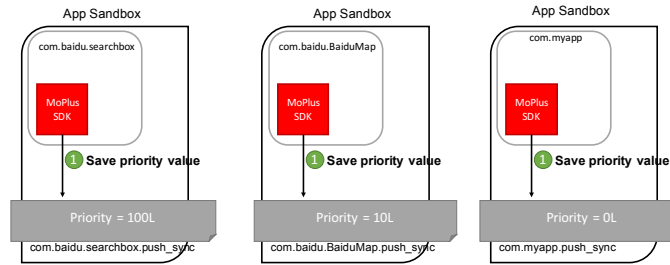 App Sandbox
com.baidu.searchbox
MoPlus
SDK
1 Save priority value
Priority = 100L
com.baidu.searchbox.push_sync
App Sandbox
com.baidu.BaiduMap
MoPlus
SDK
1 Save priority value
Priority = 10L
com.baidu.BaiduMap.push_sync
App Sandbox
com.myapp
MoPlus
SDK
1 Save priority value
Priority = 0L
com.myapp.push_sync